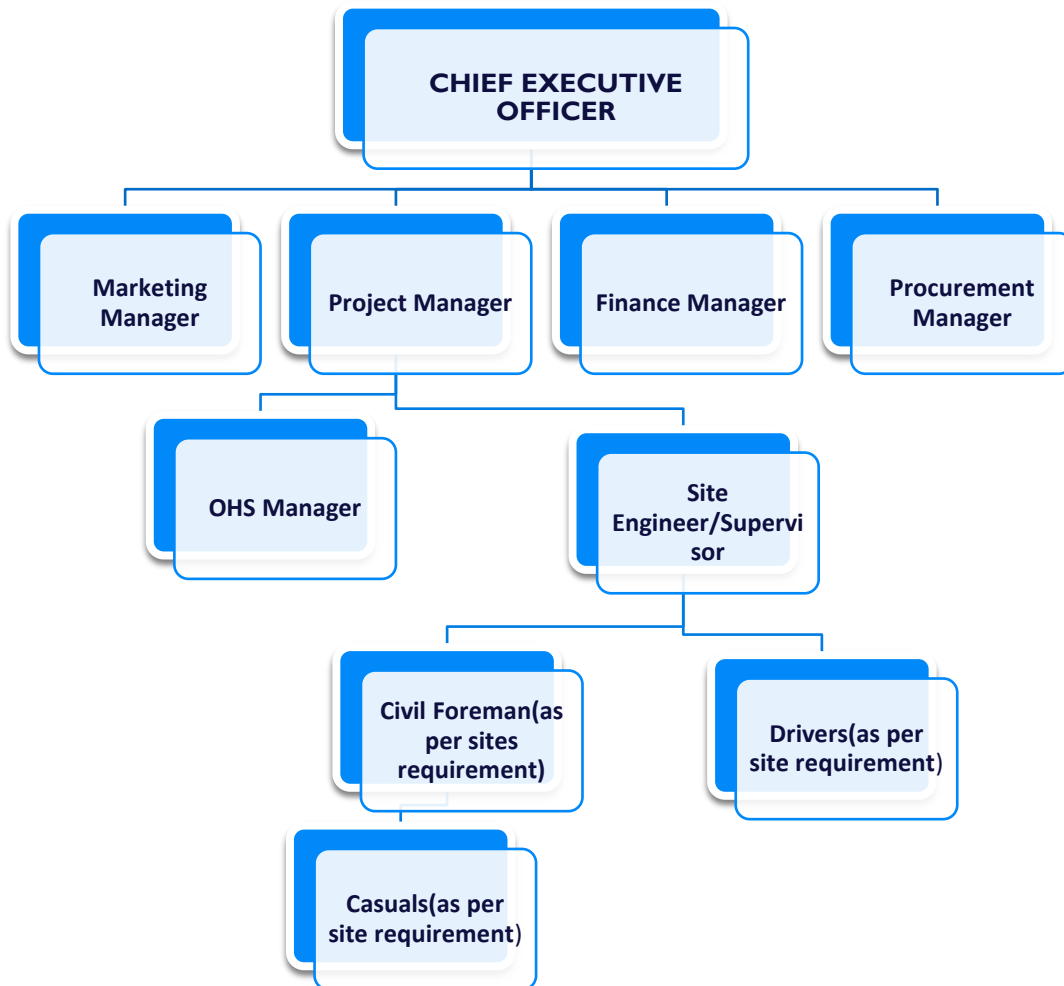 CHIEF EXECUTIVE
OFFICER
Marketing
Manager
Project Manager
Finance Manager
Procurement
Manager
OHS Manager
Site
Engineer/Supervi
sor
Civil Foreman(as
per sites
requirement)
Drivers(as per
site requirement)
Casuals(as per
site requirement)